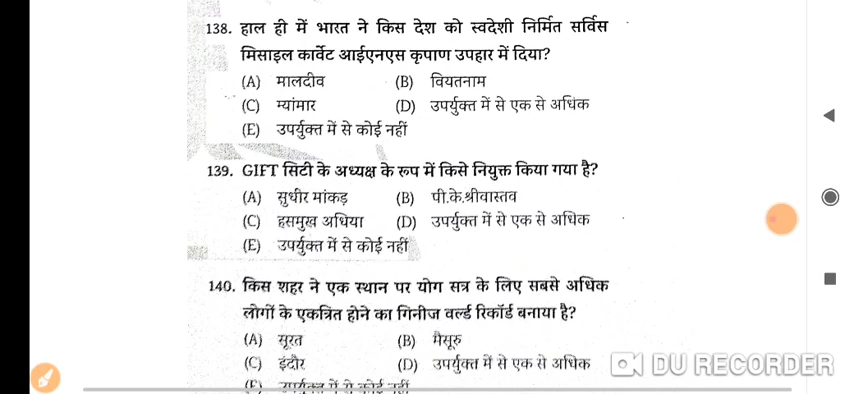 138. हाल ही में भारत ने किस देश को स्वदेशी निर्मित सर्विस
मिसाइल कार्वेट आईएनएस कृपाण उपहार में दिया?
(A) मालदीव (B) वियतनाम
(C) म्यांमार (D) उपर्युक्त में से एक से अधिक
(E) उपर्युक्त में से कोई नहीं
139. GIFT सिटी के अध्यक्ष के रूप में किसे नियुक्त किया गया है?
(A) सुधीर मांकड़ (B) पी.के.श्रीवास्तव
(C) हसमुख अधिया (D) उपर्युक्त में से एक से अधिक
(E) उपर्युक्त में से कोई नहीं
140. किस शहर ने एक स्थान पर योग सत्र के लिए सबसे अधिक
लोगों के एकत्रित होने का गिनीज वर्ल्ड रिकॉर्ड बनाया है?
(A) सूरत (B) मैसूरु
(C) इंदौर (D) उपर्युक्त में से एक से अधिक
(E) उपर्युक्त में से कोई नहीं
DU RECORDER